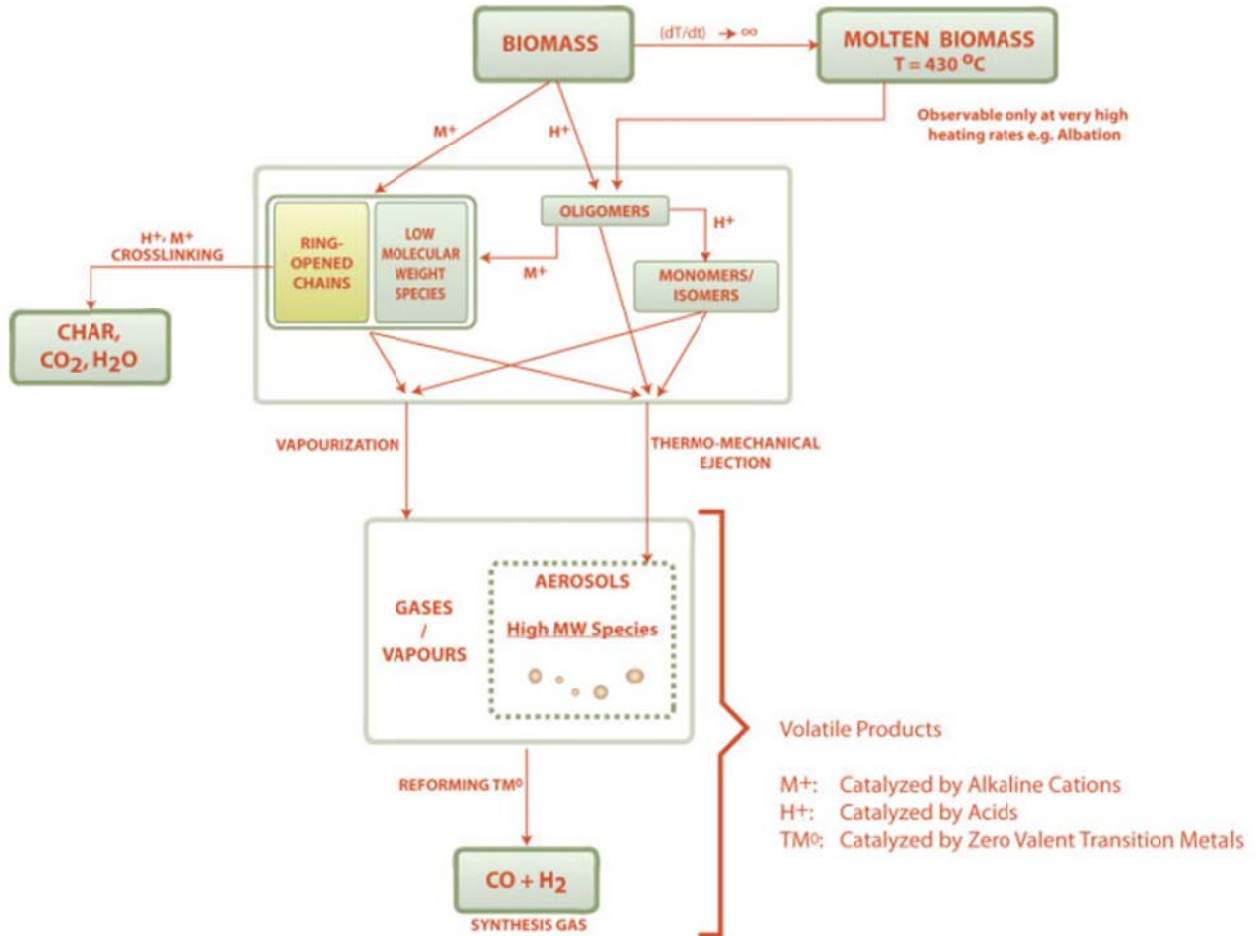 BIOMASS
(dT/dt) → ∞
MOLTEN BIOMASS
T = 430 ºC
Observable only at very high
heating rates e.g. Albation
M+
H+
OLIGOMERS
H+
RING-
OPENED
CHAINS
LOW
MOLECULAR
WEIGHT
SPECIES
M+
MONOMERS/
ISOMERS
H+, M+
CROSSLINKING
CHAR,
CO2, H2O
VAPOURIZATION
THERMO-MECHANICAL
EJECTION
GASES
/
VAPOURS
AEROSOLS
High MW Species
REFORMING TM⁰
CO + H2
SYNTHESIS GAS
Volatile Products
M+: Catalyzed by Alkaline Cations
H+: Catalyzed by Acids
TM⁰: Catalyzed by Zero Valent Transition Metals